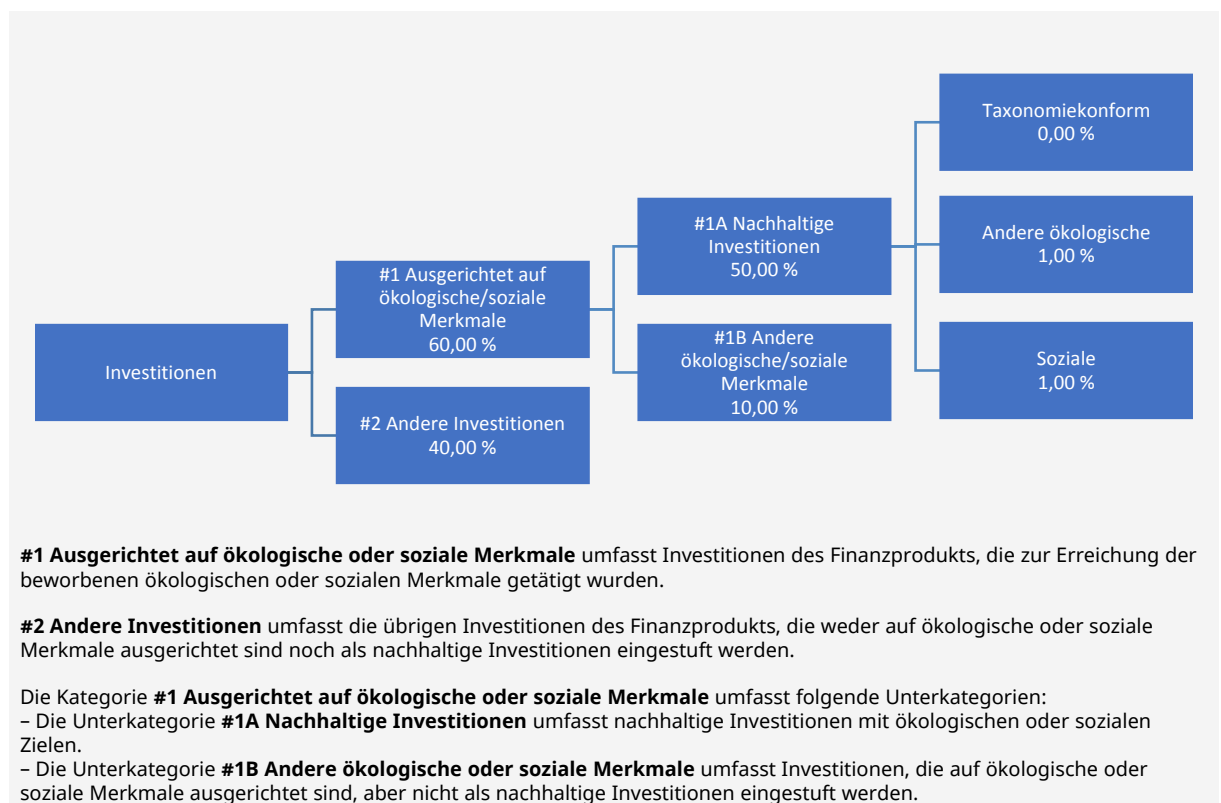 Investitionen
#1 Ausgerichtet auf
ökologische/soziale
Merkmale
60,00 %
#2 Andere Investitionen
40,00 %
#1A Nachhaltige
Investitionen
50,00 %
#1B Andere
ökologische/soziale
Merkmale
10,00 %
Taxonomiekonform
0,00 %
Andere ökologische
1,00 %
Soziale
1,00 %
#1 Ausgerichtet auf ökologische oder soziale Merkmale umfasst Investitionen des Finanzprodukts, die zur Erreichung der
beworbenen ökologischen oder sozialen Merkmale getätigt wurden.
#2 Andere Investitionen umfasst die übrigen Investitionen des Finanzprodukts, die weder auf ökologische oder soziale
Merkmale ausgerichtet sind noch als nachhaltige Investitionen eingestuft werden.
Die Kategorie #1 Ausgerichtet auf ökologische oder soziale Merkmale umfasst folgende Unterkategorien:
– Die Unterkategorie #1A Nachhaltige Investitionen umfasst nachhaltige Investitionen mit ökologischen oder sozialen
Zielen.
– Die Unterkategorie #1B Andere ökologische oder soziale Merkmale umfasst Investitionen, die auf ökologische oder
soziale Merkmale ausgerichtet sind, aber nicht als nachhaltige Investitionen eingestuft werden.